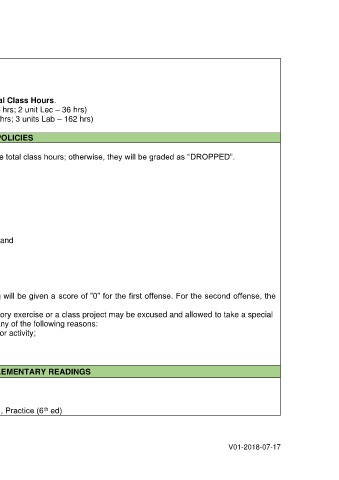 al Class Hours.
hrs; 2 unit Lec – 36 hrs)
hrs; 3 units Lab – 162 hrs)
POLICIES
e total class hours; otherwise, they will be graded as “DROPPED”.
and
g will be given a score of "0" for the first offense. For the second offense, the
ory exercise or a class project may be excused and allowed to take a special
ny of the following reasons:
or activity;
LEMENTARY READINGS
, Practice (6th ed)
V01-2018-07-17